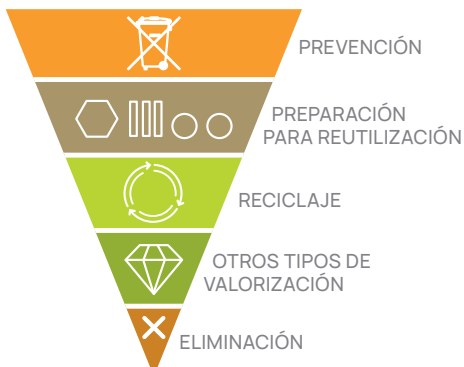 PREVENCIÓN
PREPARACIÓN
PARA REUTILIZACIÓN
RECICLAJE
OTROS TIPOS DE
VALORIZACIÓN
ELIMINACIÓN